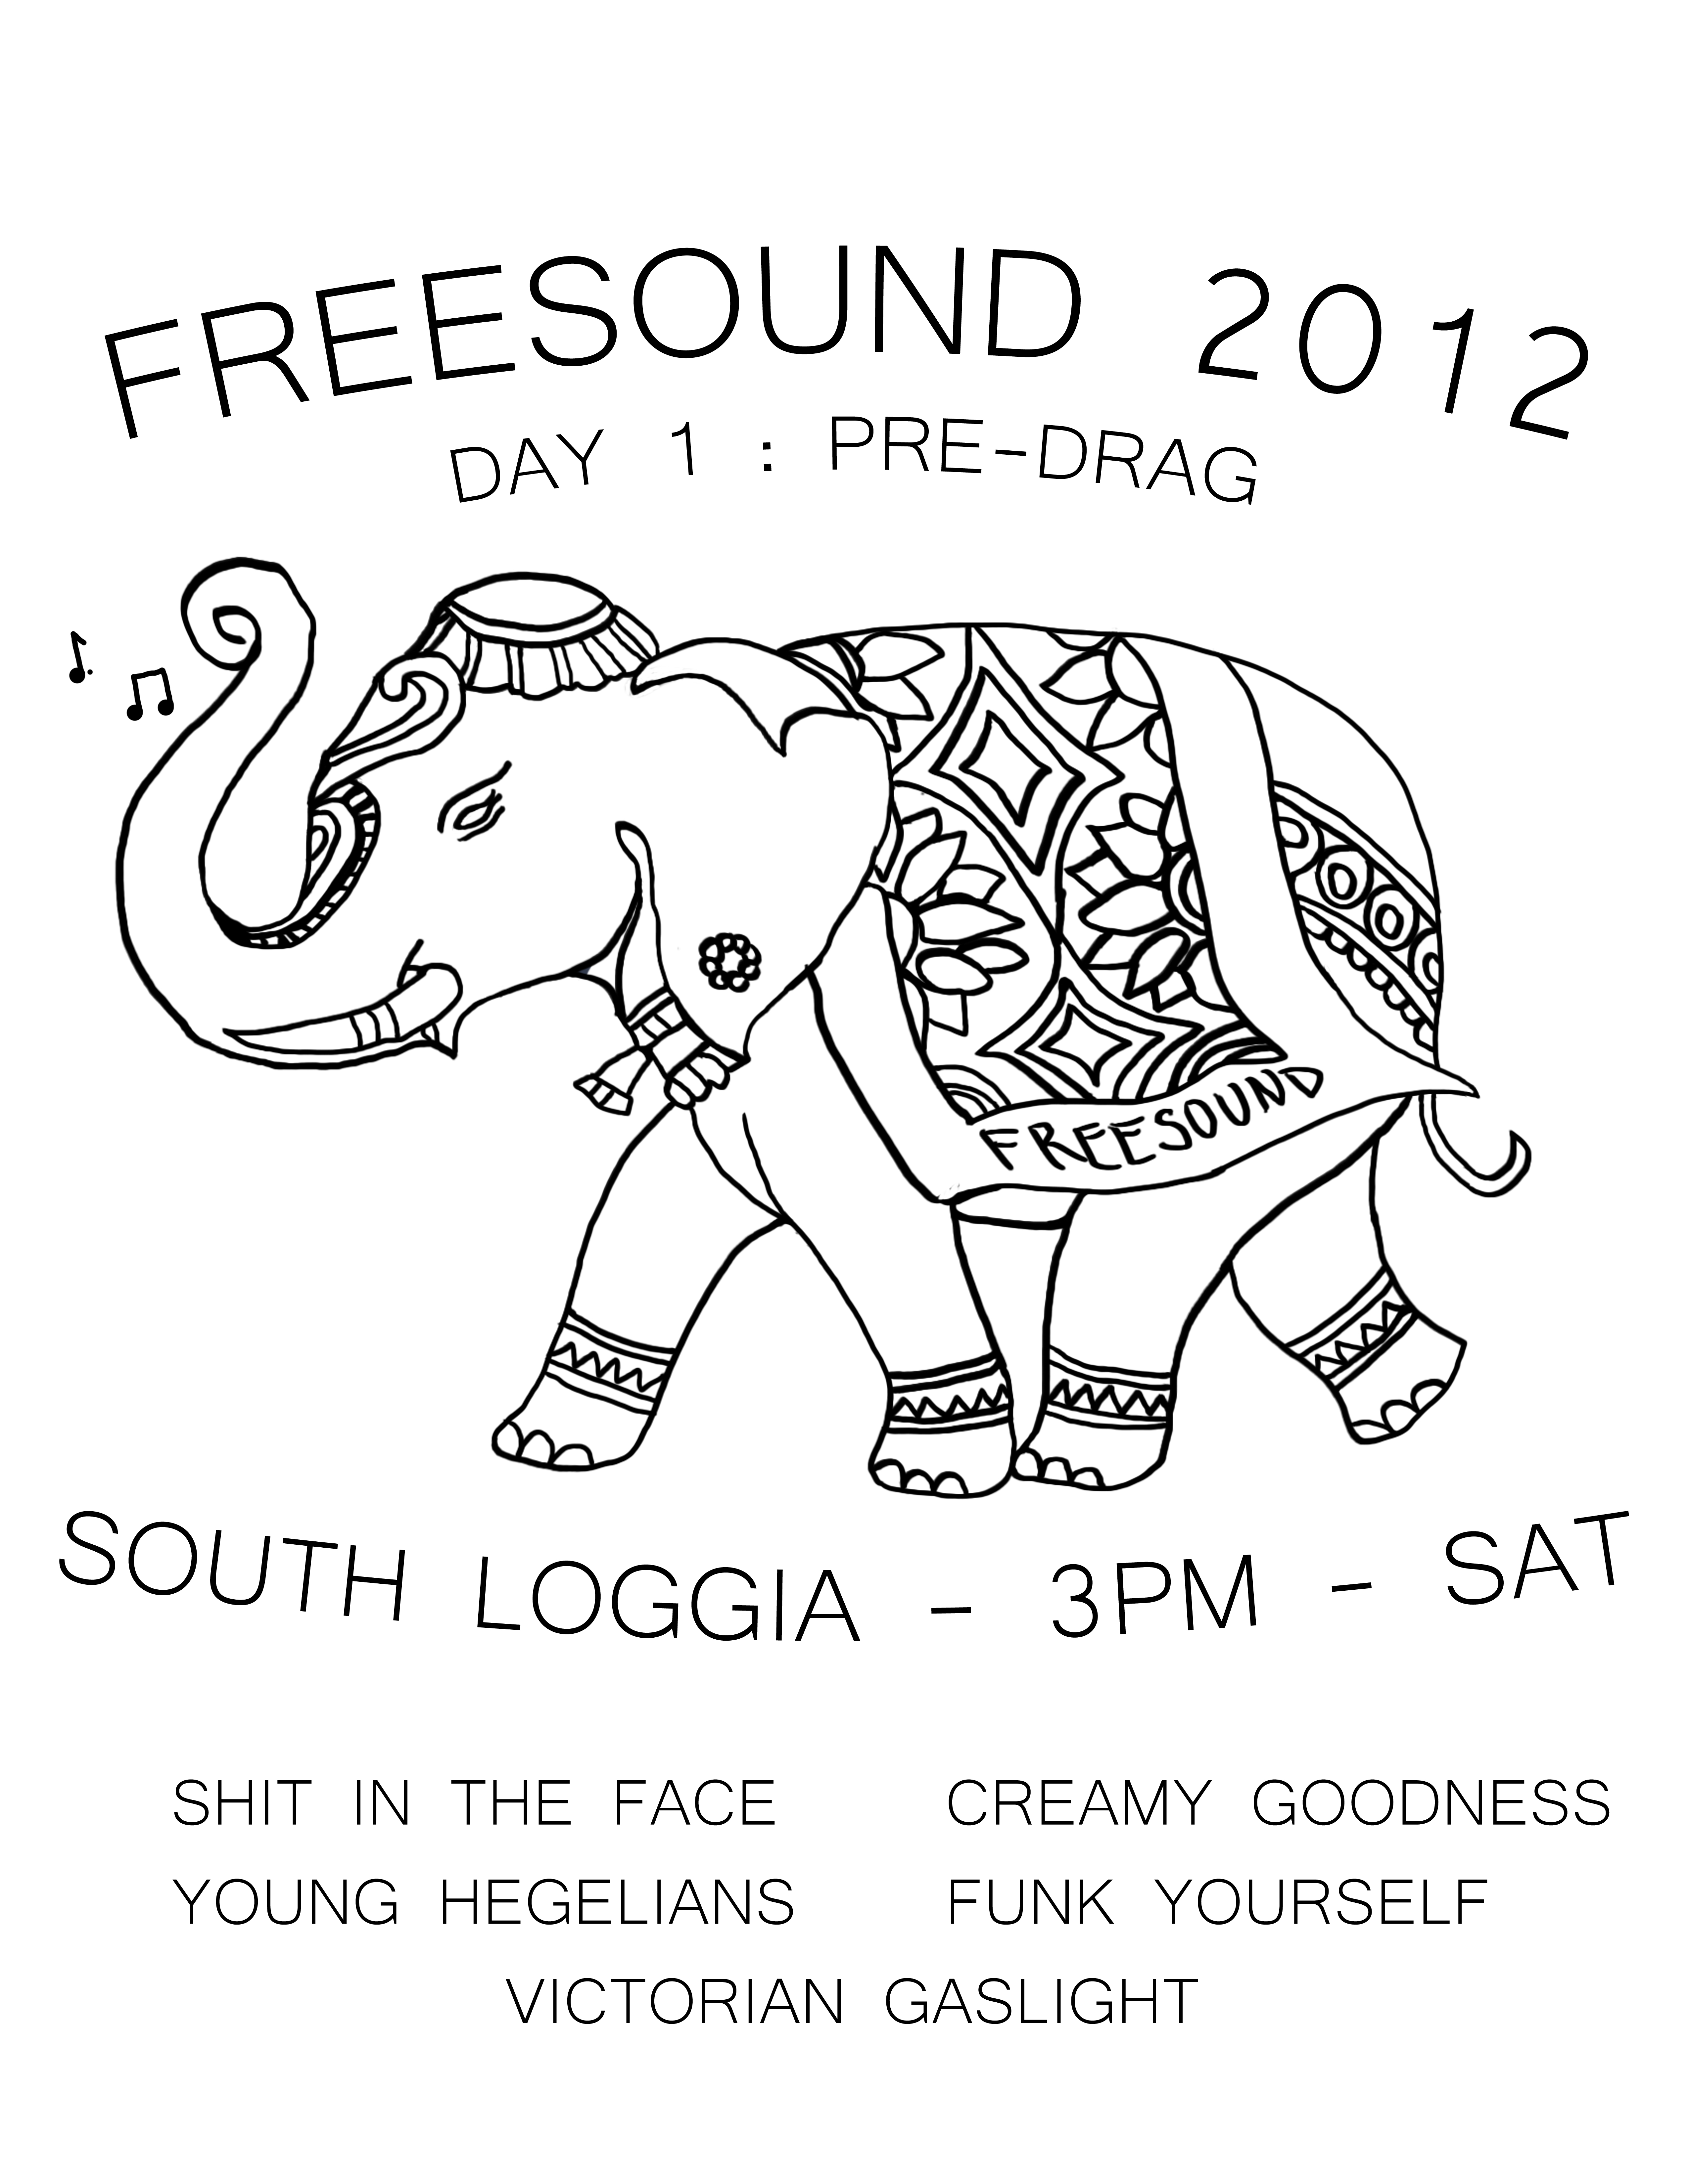 FREESOUND 2012
DAY 1 : PRE-DRAG
FREESOUND
SOUTH LOGGIA - 3PM - SAT
SHIT IN THE FACE
CREAMY GOODNESS
YOUNG HEGELIANS
FUNK YOURSELF
VICTORIAN GASLIGHT